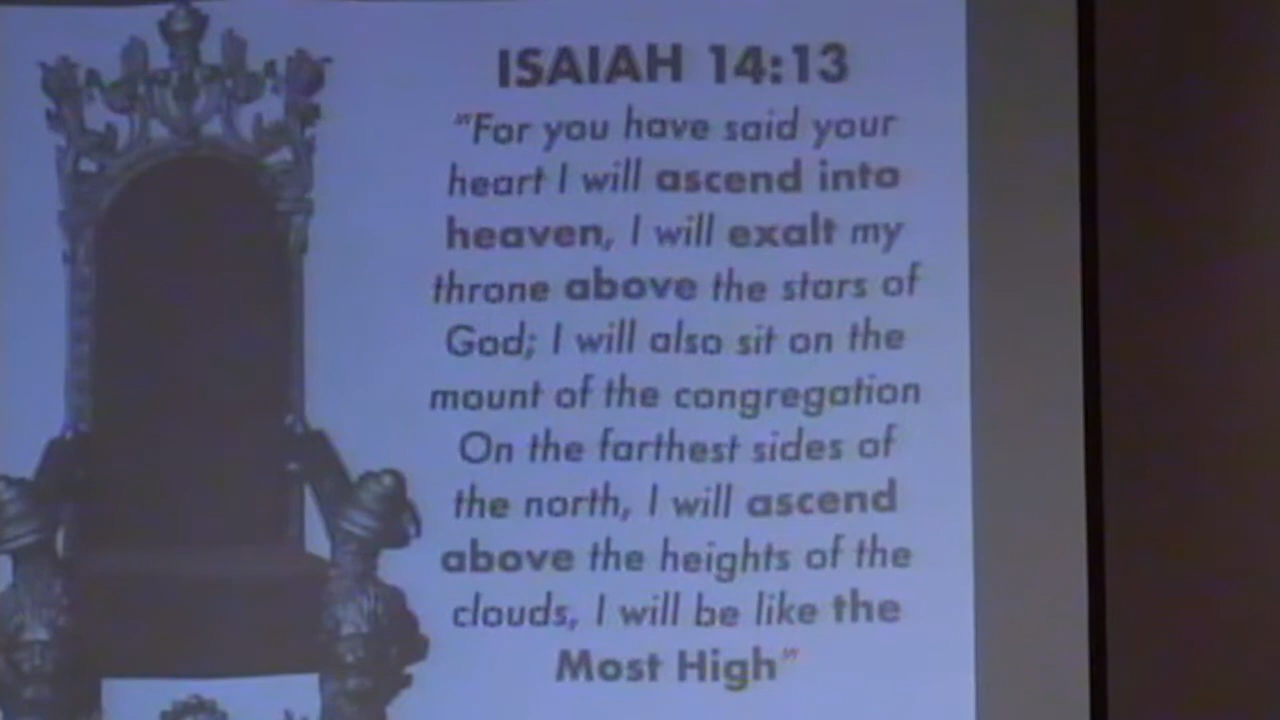 ISAIAH 14:13
"For you have said your
heart I will ascend into
heaven, I will exalt my
throne above the stars of
God; I will also sit on the
mount of the congregation
On the farthest sides of
the north, I will ascend
above the heights of the
clouds, I will be like the
Most High"